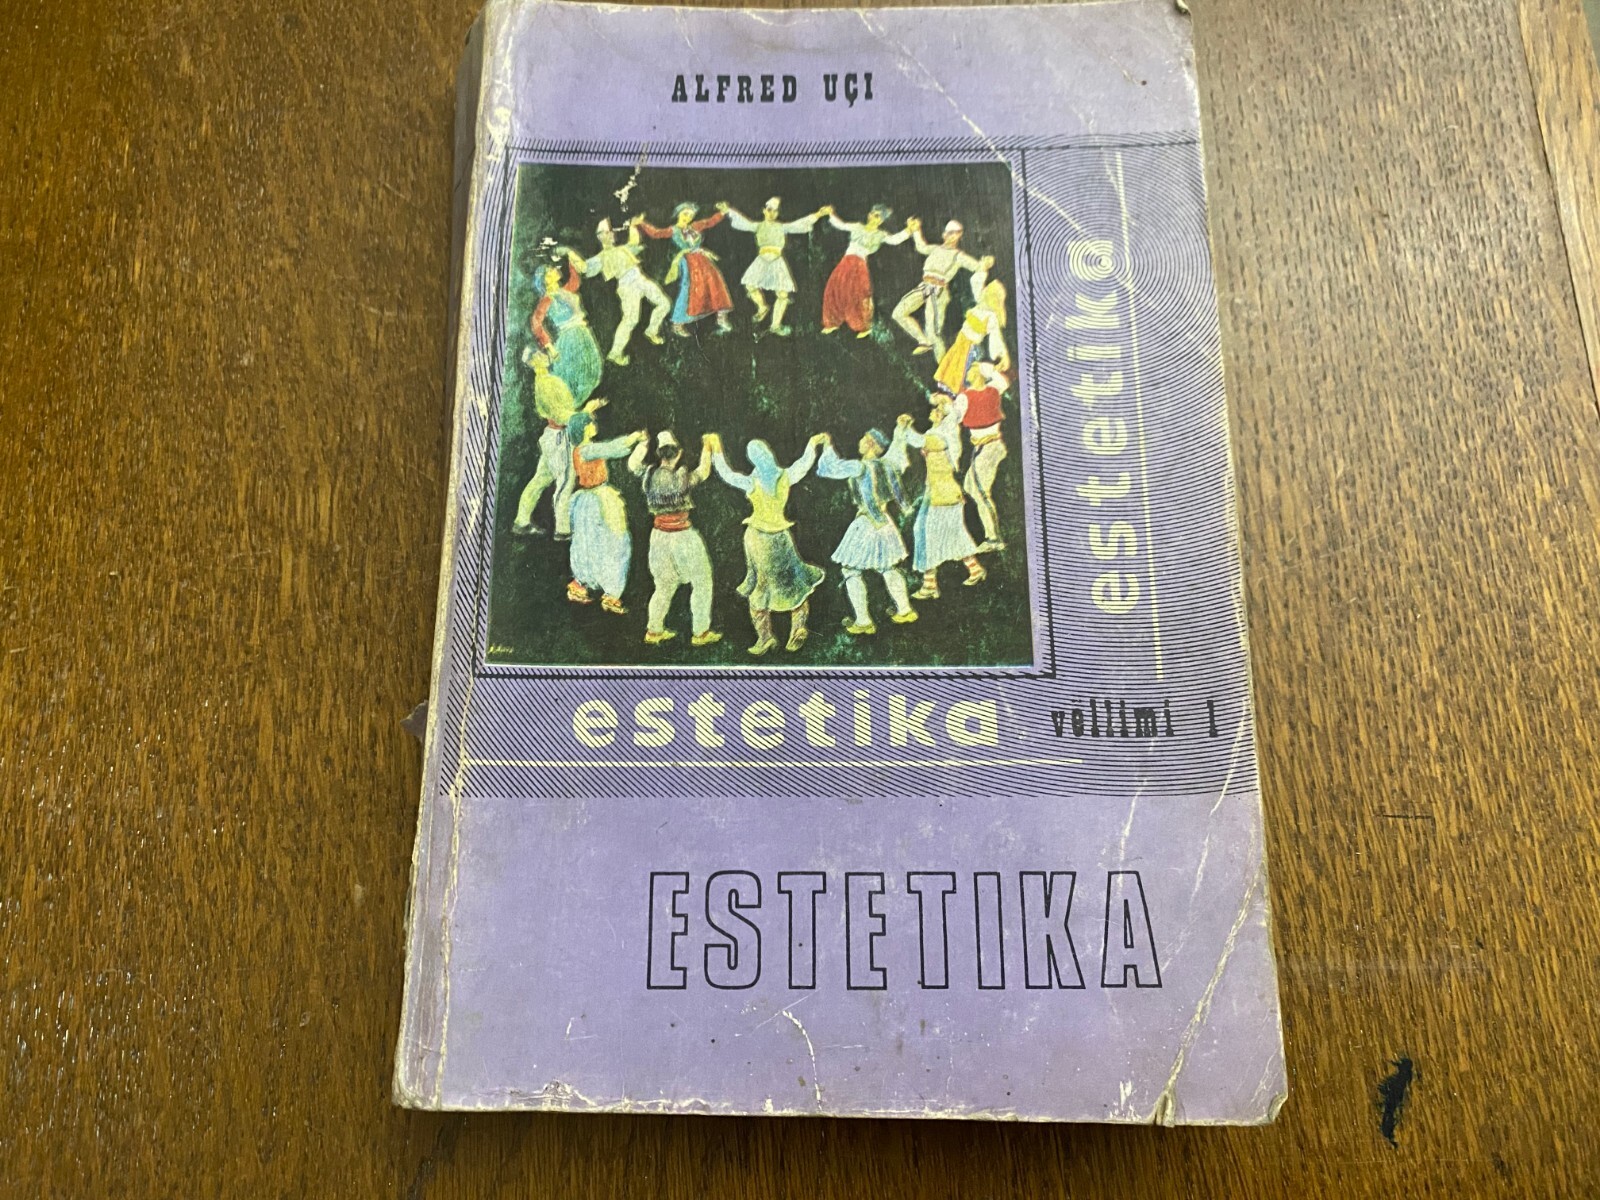 ALFRED UÇI
estetika
estetika vëllimi 1
ESTETIKA